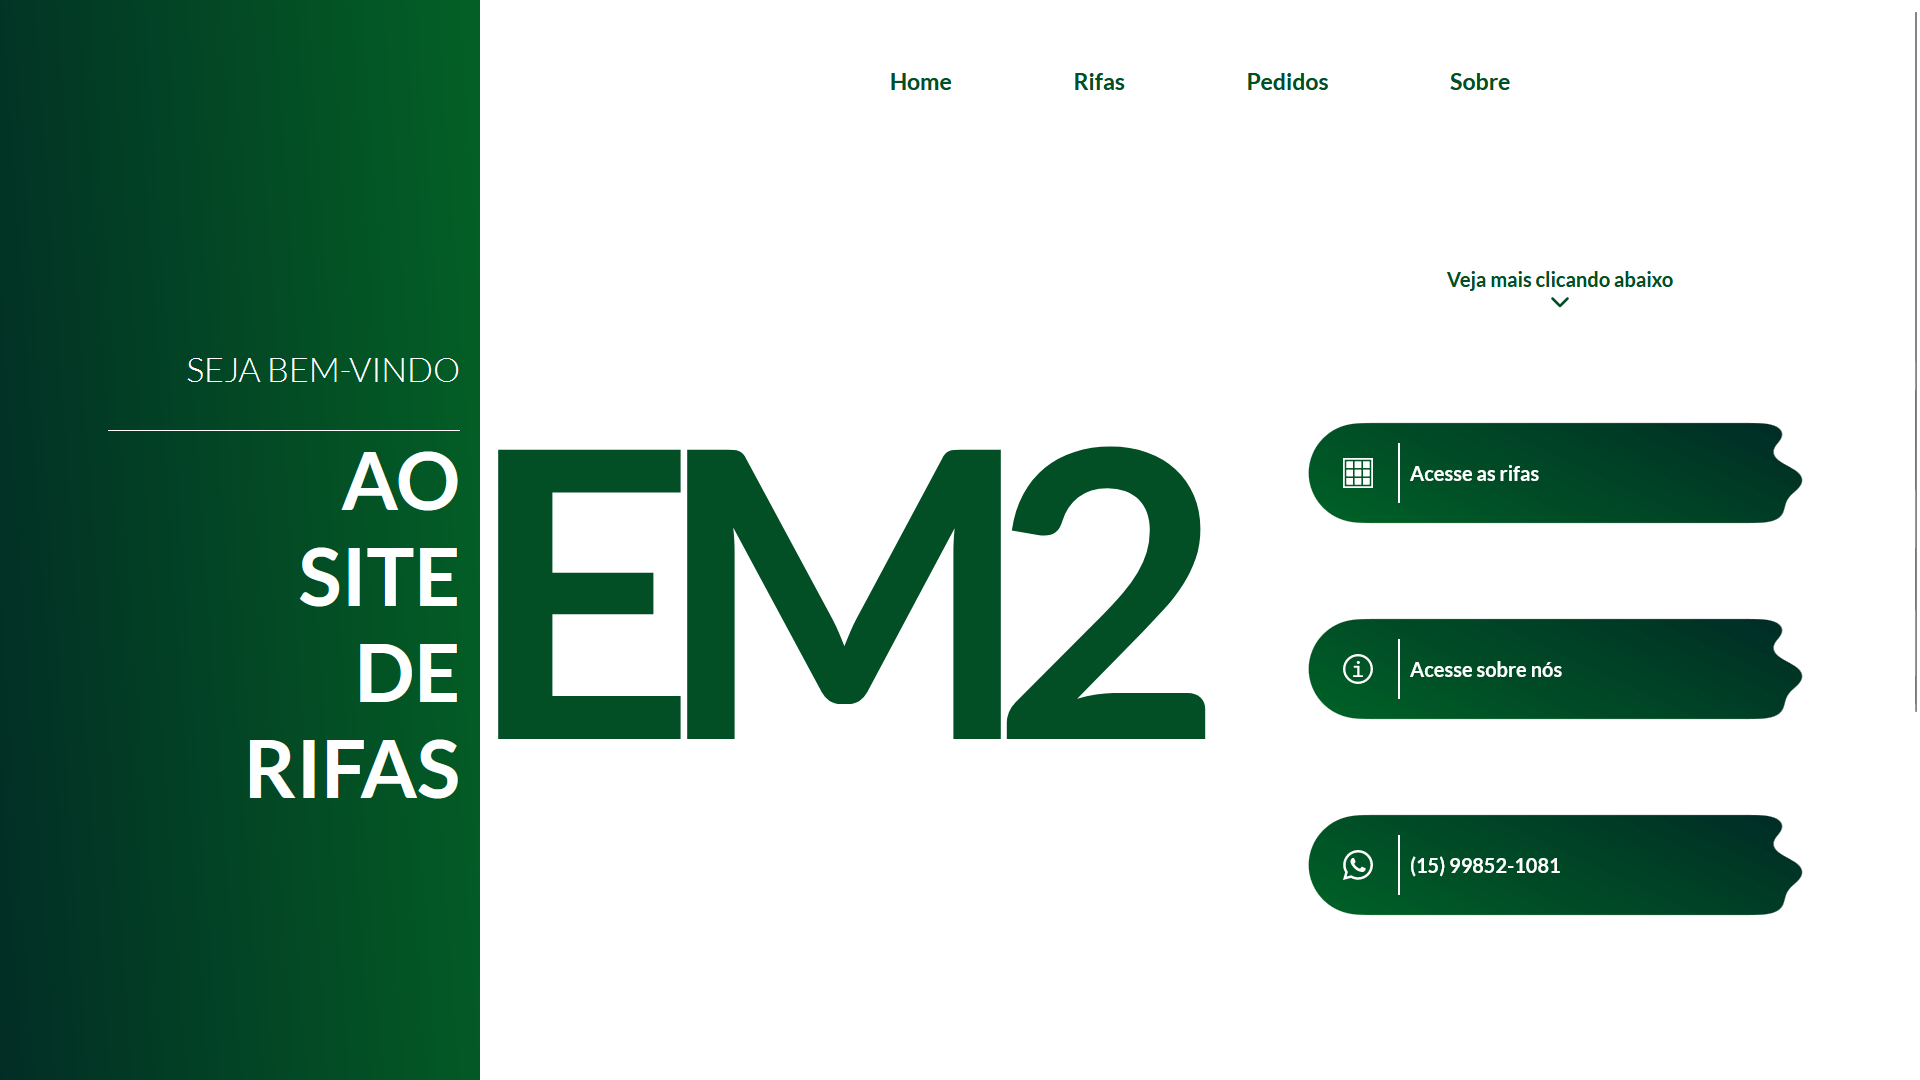 Home Rifas Pedidos Sobre
SEJA BEM-VINDO
AO
SITE
DE
RIFAS
EM2
Veja mais clicando abaixo
Acesse as rifas
Acesse sobre nós
(15) 99852-1081